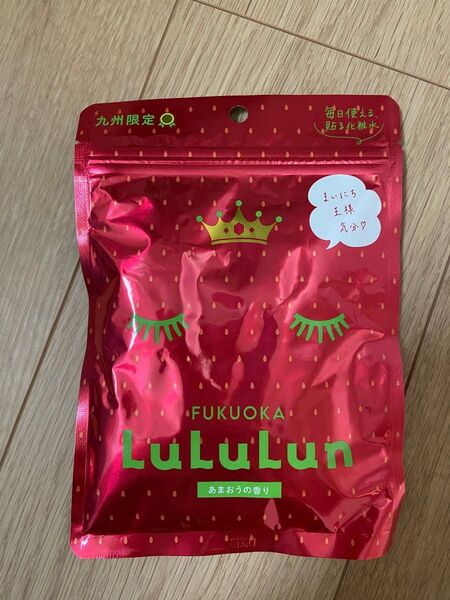 九州限定
毎日使える、
貼る化粧水
まいにち
王様
気分♡
FUKUOKA
LuLuLun
あまおうの香り